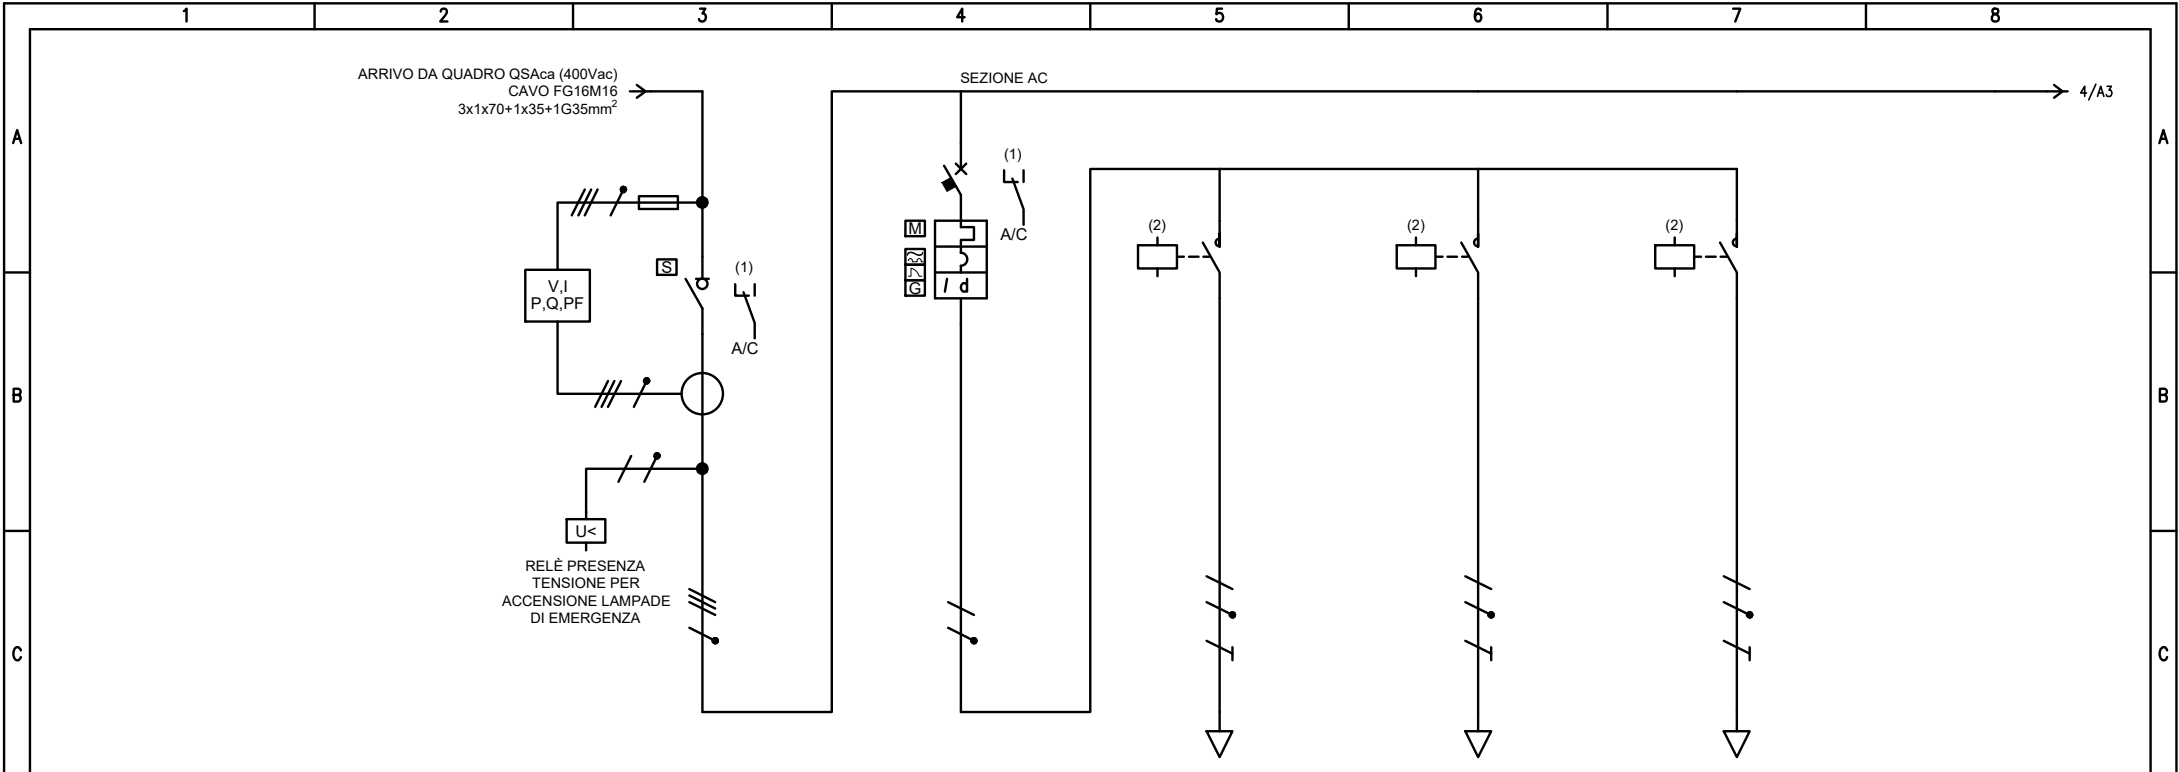 1 2 3 4 5 6 7 8
ARRIVO DA QUADRO QSAca (400Vac)
CAVO FG16M16
3x1x70+1x35+1G35mm²
SEZIONE AC
4/A3
A A
(1)
M
A/C
G
I d
(2) (2) (2)
S
(1)
V,I
P,Q,PF
A/C
B B
U<
RELÈ PRESENZA
TENSIONE PER
ACCENSIONE LAMPADE
DI EMERGENZA
C C